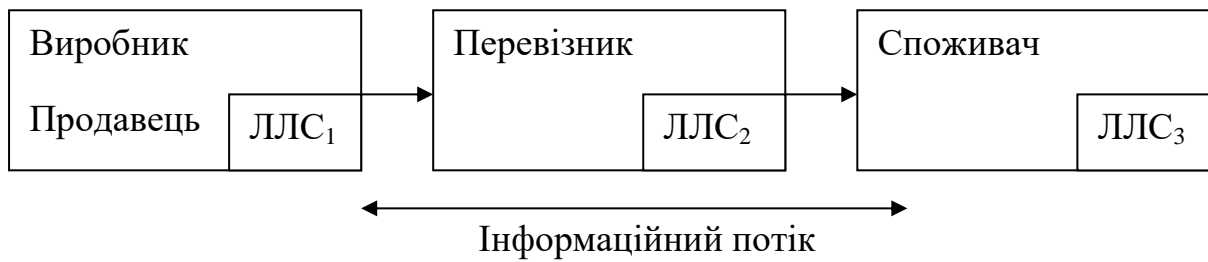 Виробник
Продавець
ЛЛС₁
Перевізник
ЛЛС₂
Споживач
ЛЛС₃
Інформаційний потік